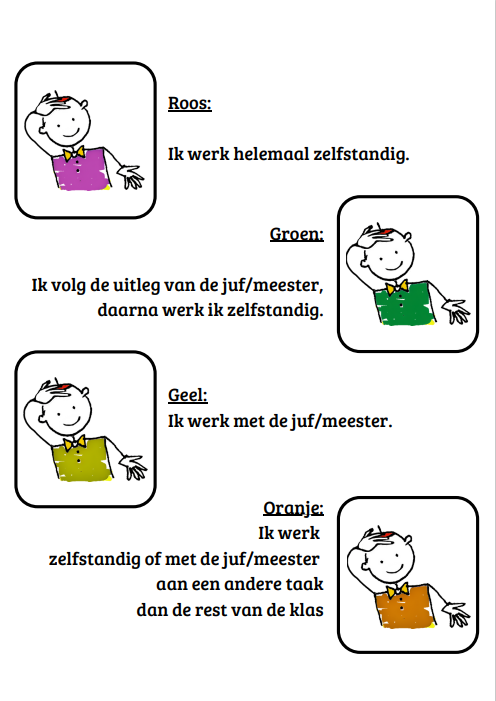 Roos:
Ik werk helemaal zelfstandig.
Groen:
Ik volg de uitleg van de juf/meester,
daarna werk ik zelfstandig.
Geel:
Ik werk met de juf/meester.
Oranje:
Ik werk
zelfstandig of met de juf/meester
aan een andere taak
dan de rest van de klas